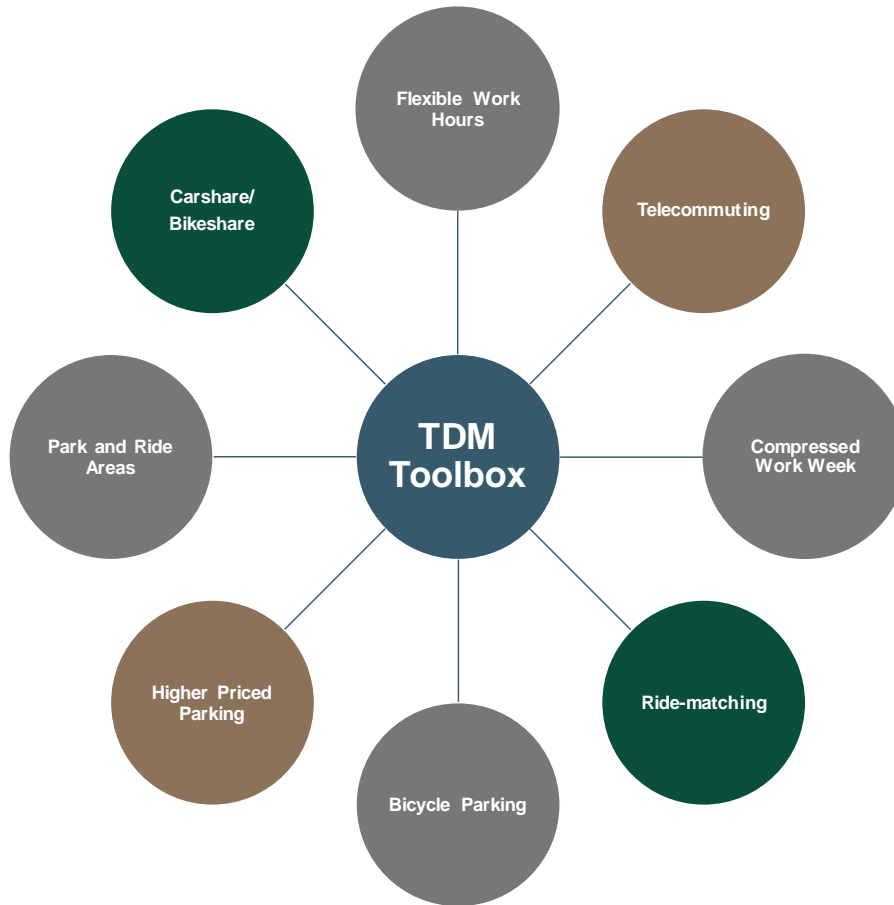 Flexible Work
Hours
Carshare/
Bikeshare
Telecommuting
Park and Ride
Areas
TDM
Toolbox
Compressed
Work Week
Higher Priced
Parking
Ride-matching
Bicycle Parking